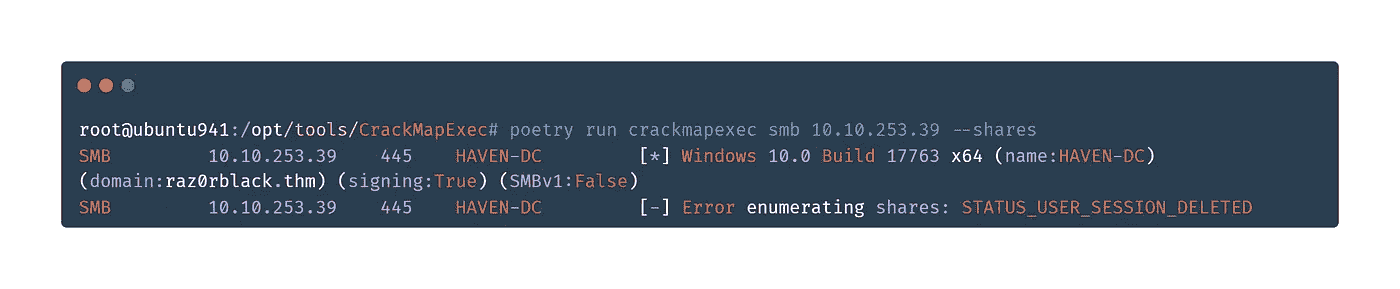 root@ubuntu941:/opt/tools/CrackMapExec# poetry run crackmapexec smb 10.10.253.39 --shares
SMB 10.10.253.39 445 HAVEN-DC [*] Windows 10.0 Build 17763 x64 (name:HAVEN-DC)
(domain:raz0rblack.thm) (signing:True) (SMBv1:False)
SMB 10.10.253.39 445 HAVEN-DC [-] Error enumerating shares: STATUS_USER_SESSION_DELETED